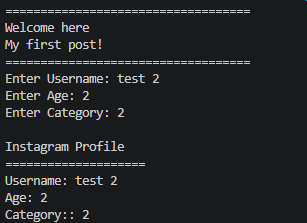 ===================================
Welcome here
My first post!
===================================
Enter Username: test 2
Enter Age: 2
Enter Category: 2

Instagram Profile
====================
Username: test 2
Age: 2
Category:: 2